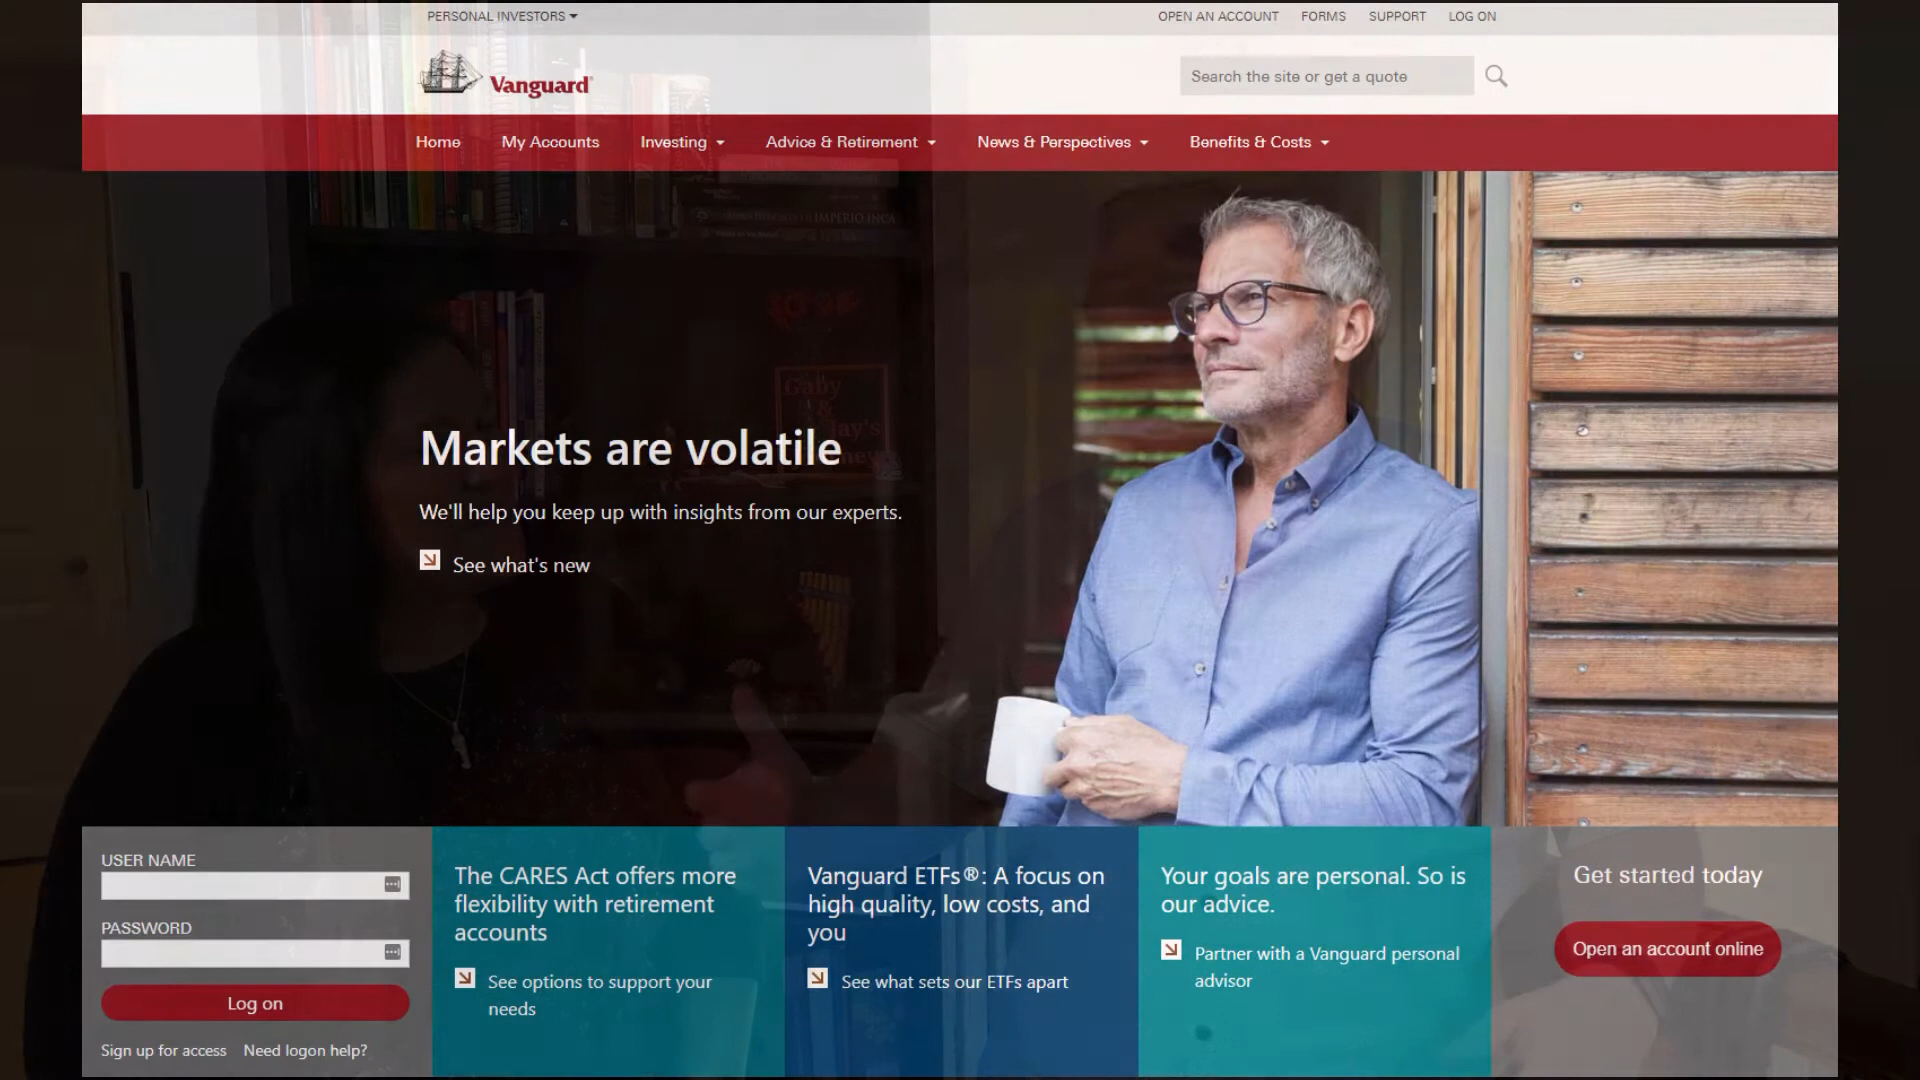 PERSONAL INVESTORS
OPEN AN ACCOUNT FORMS SUPPORT LOG ON
Vanguard
Search the site or get a quote
Home My Accounts Investing Advice & Retirement News & Perspectives Benefits & Costs
IMPERIO INCA
Gaby
&
Jay's
Markets are volatile
We'll help you keep up with insights from our experts.
See what's new
USER NAME
PASSWORD
Log on
Sign up for access Need logon help?
The CARES Act offers more
flexibility with retirement
accounts
See options to support your
needs
Vanguard ETFs®: A focus on
high quality, low costs, and
you
See what sets our ETFs apart
Your goals are personal. So is
our advice.
Partner with a Vanguard personal
advisor
Get started today
Open an account online